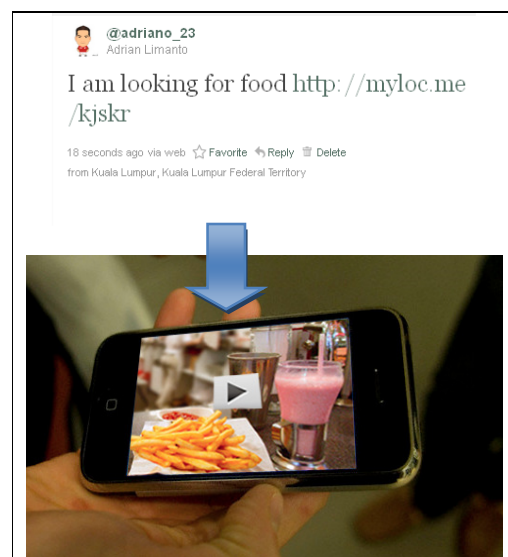 @adriano_23
Adrian Limanto
I am looking for food http://myloc.me
/kjskr
18 seconds ago via web Favorite Reply Delete
from Kuala Lumpur, Kuala Lumpur Federal Territory